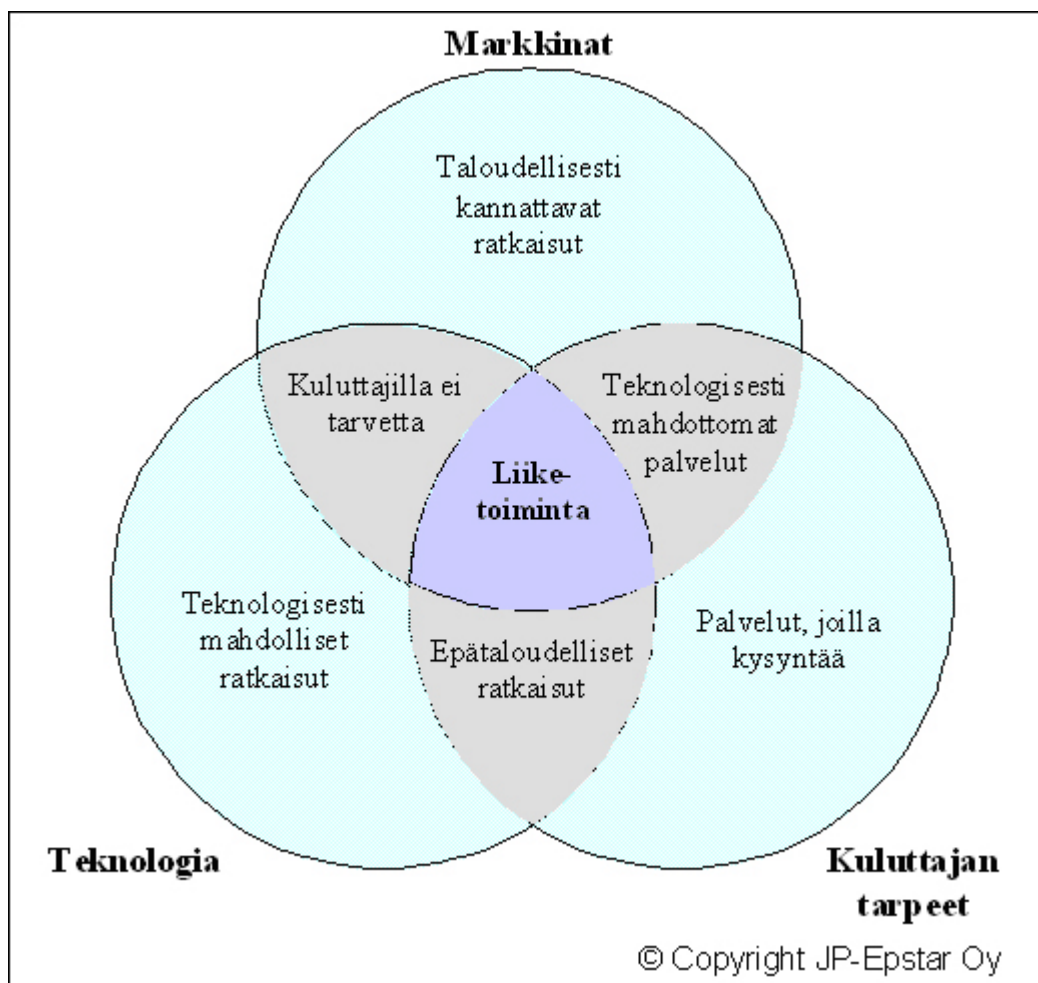 Markkinat
Taloudellisesti
kannattavat
ratkaisut
Kuluttajilla ei
tarvetta
Teknologisesti
mahdottomat
palvelut
Liike-
toiminta
Teknologisesti
mahdolliset
ratkaisut
Epätaloudelliset
ratkaisut
Palvelut, joilla
kysyntää
Teknologia
Kuluttajan
tarpeet
© Copyright JP-Epstar Oy